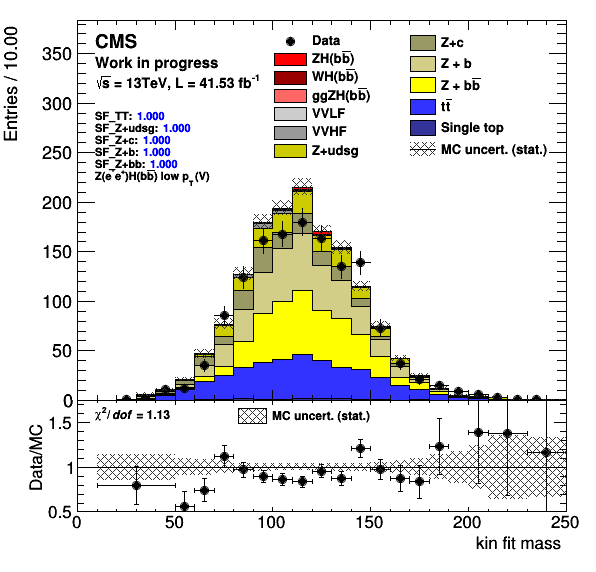 Entries / 10.00
350
300
250
200
150
100
50
0
CMS
Work in progress
√s = 13TeV, L = 41.53 fb⁻¹
SF_TT: 1.000
SF_Z+udsg: 1.000
SF_Z+c: 1.000
SF_Z+b: 1.000
SF_Z+bb: 1.000
Z(e⁻e⁺)H(bb̅) low p_T(V)
Data
ZH(bb̅)
WH(bb̅)
ggZH(bb̅)
VVLF
VVHF
Z+udsg
Z+c
Z + b
Z + bb̅
tt̅
Single top
MC uncert. (stat.)
Data/MC
1.5
1
0.5
χ²/dof = 1.13
MC uncert. (stat.)
0 50 100 150 200 250
kin fit mass